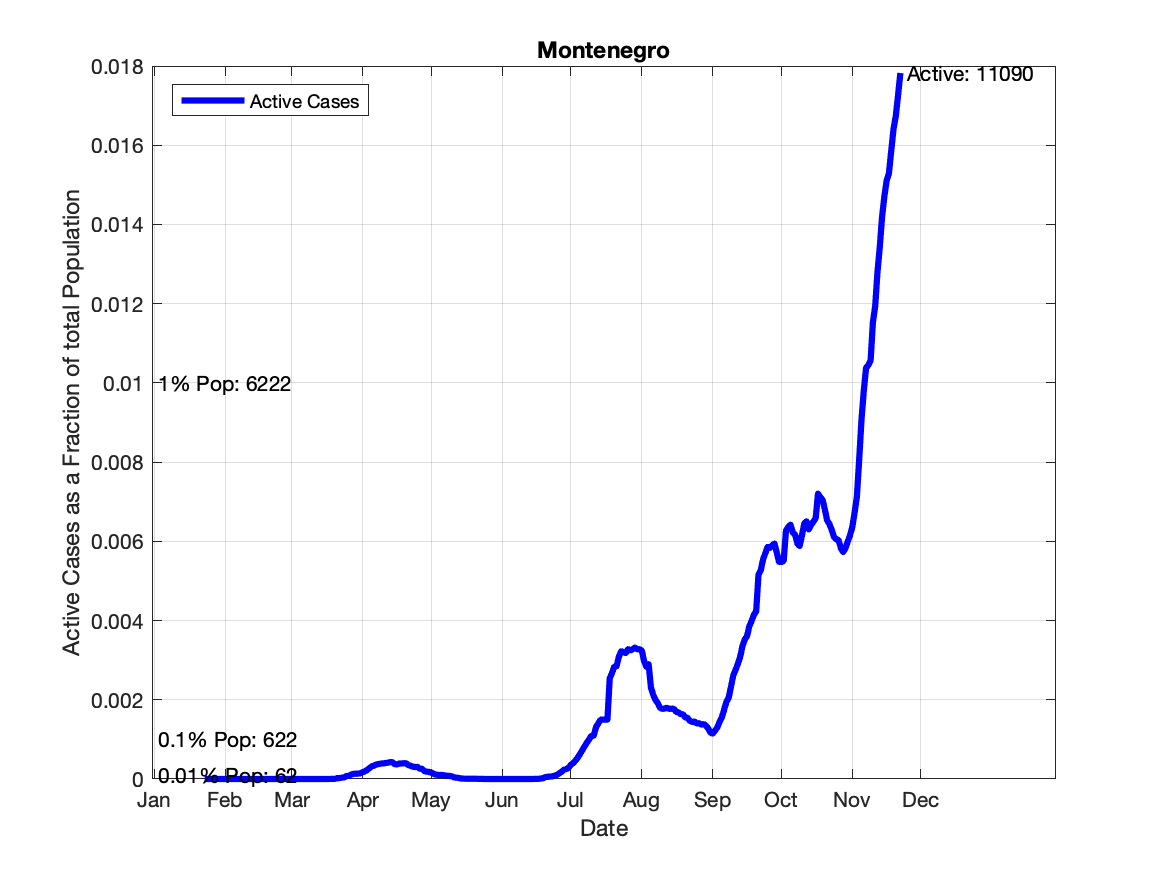 Montenegro
Active Cases
Active: 11090
0.018
0.016
0.014
0.012
0.01
0.008
0.006
0.004
0.002
0
1% Pop: 6222
0.1% Pop: 622
0.01% Pop: 62
Active Cases as a Fraction of total Population
Jan Feb Mar Apr May Jun Jul Aug Sep Oct Nov Dec
Date